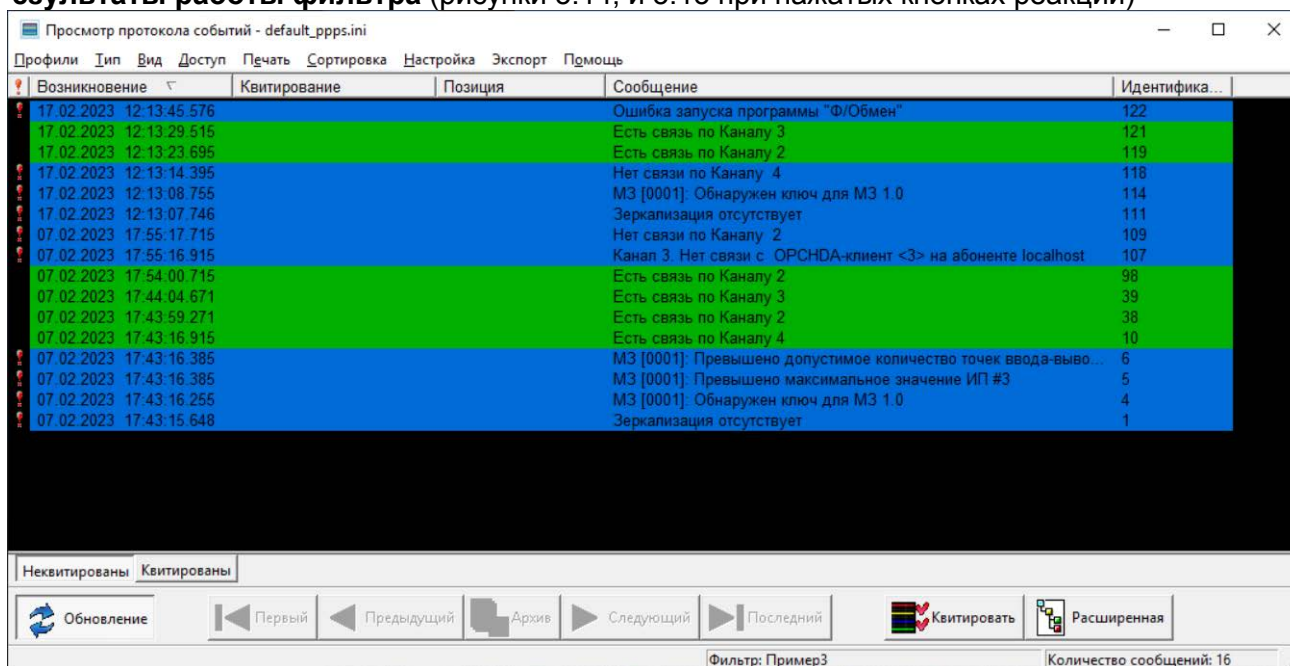 езультаты работы фильтра (рисунки 6.14, и 6.15 при нажатых кнопках реакций)
Просмотр протокола событий - default_ppps.ini
Профили Тип Вид Доступ Печать Сортировка Настройка Экспорт Помощь
Возникновение Квитирование Позиция Сообщение Идентифика...
17.02.2023 12:13:45.576 Ошибка запуска программы "Ф/Обмен" 122
17.02.2023 12:13:29.515 Есть связь по Каналу 3 121
17.02.2023 12:13:23.695 Есть связь по Каналу 2 119
17.02.2023 12:13:14.395 Нет связи по Каналу 4 118
17.02.2023 12:13:08.755 МЗ [0001]: Обнаружен ключ для МЗ 1.0 114
17.02.2023 12:13:07.746 Зеркализация отсутствует 111
07.02.2023 17:55:17.715 Нет связи по Каналу 2 109
07.02.2023 17:55:16.915 Канал 3. Нет связи с OPCHDA-клиент <3> на абоненте localhost 107
07.02.2023 17:54:00.715 Есть связь по Каналу 2 98
07.02.2023 17:44:04.671 Есть связь по Каналу 3 39
07.02.2023 17:43:59.271 Есть связь по Каналу 2 38
07.02.2023 17:43:16.915 Есть связь по Каналу 4 10
07.02.2023 17:43:16.385 МЗ [0001]: Превышено допустимое количество точек ввода-выво... 6
07.02.2023 17:43:16.385 МЗ [0001]: Превышено максимальное значение ИП #3 5
07.02.2023 17:43:16.255 МЗ [0001]: Обнаружен ключ для МЗ 1.0 4
07.02.2023 17:43:15.648 Зеркализация отсутствует 1
Неквитированы Квитированы
Обновление Первый Предыдущий Архив Следующий Последний Квитировать Расширенная
Фильтр: Пример3 Количество сообщений: 16